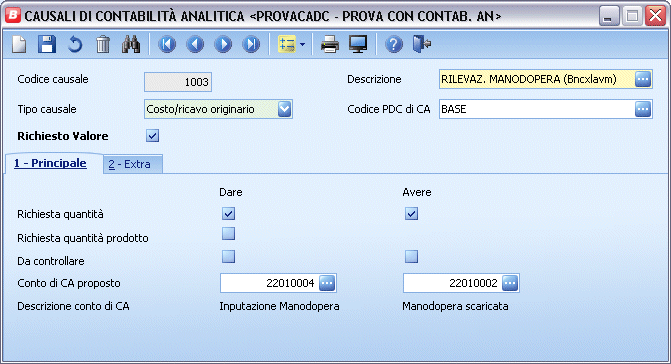 CAUSALI DI CONTABILITÀ ANALITICA <PROVACADC - PROVA CON CONTAB. AN>
Codice causale 1003 Descrizione RILEVAZ. MANODOPERA (Bncxlavm)
Tipo causale Costo/ricavo originario Codice PDC di CA BASE
Richiesto Valore
1 - Principale 2 - Extra
Dare Avere
Richiesta quantità
Richiesta quantità prodotto
Da controllare
Conto di CA proposto 22010004 22010002
Descrizione conto di CA Inputazione Manodopera Manodopera scaricata